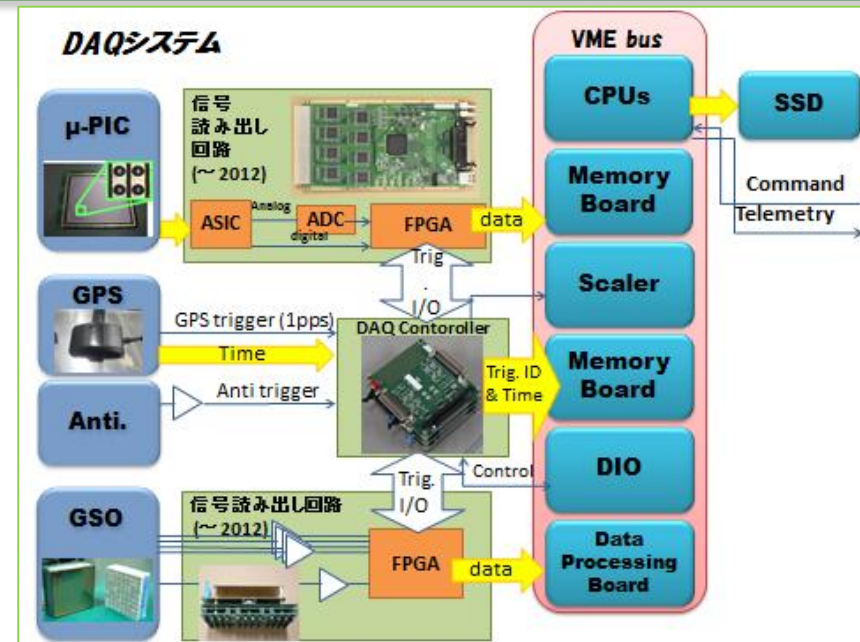 DAQシステム
VME bus
μ-PIC
信号
読み出し
回路
(~2012)
ASIC
Analog
digital
ADC
FPGA
data
CPUs
SSD
Memory
Board
Command
Telemetry
Trig
.
I/O
Scaler
GPS
GPS trigger (1pps)
Time
DAQ Contoroller
Trig. ID
& Time
Memory
Board
Anti.
Anti trigger
Trig.
I/O
Control
DIO
GSO
信号読み出し回路
(~2012)
FPGA
data
Data
Processing
Board